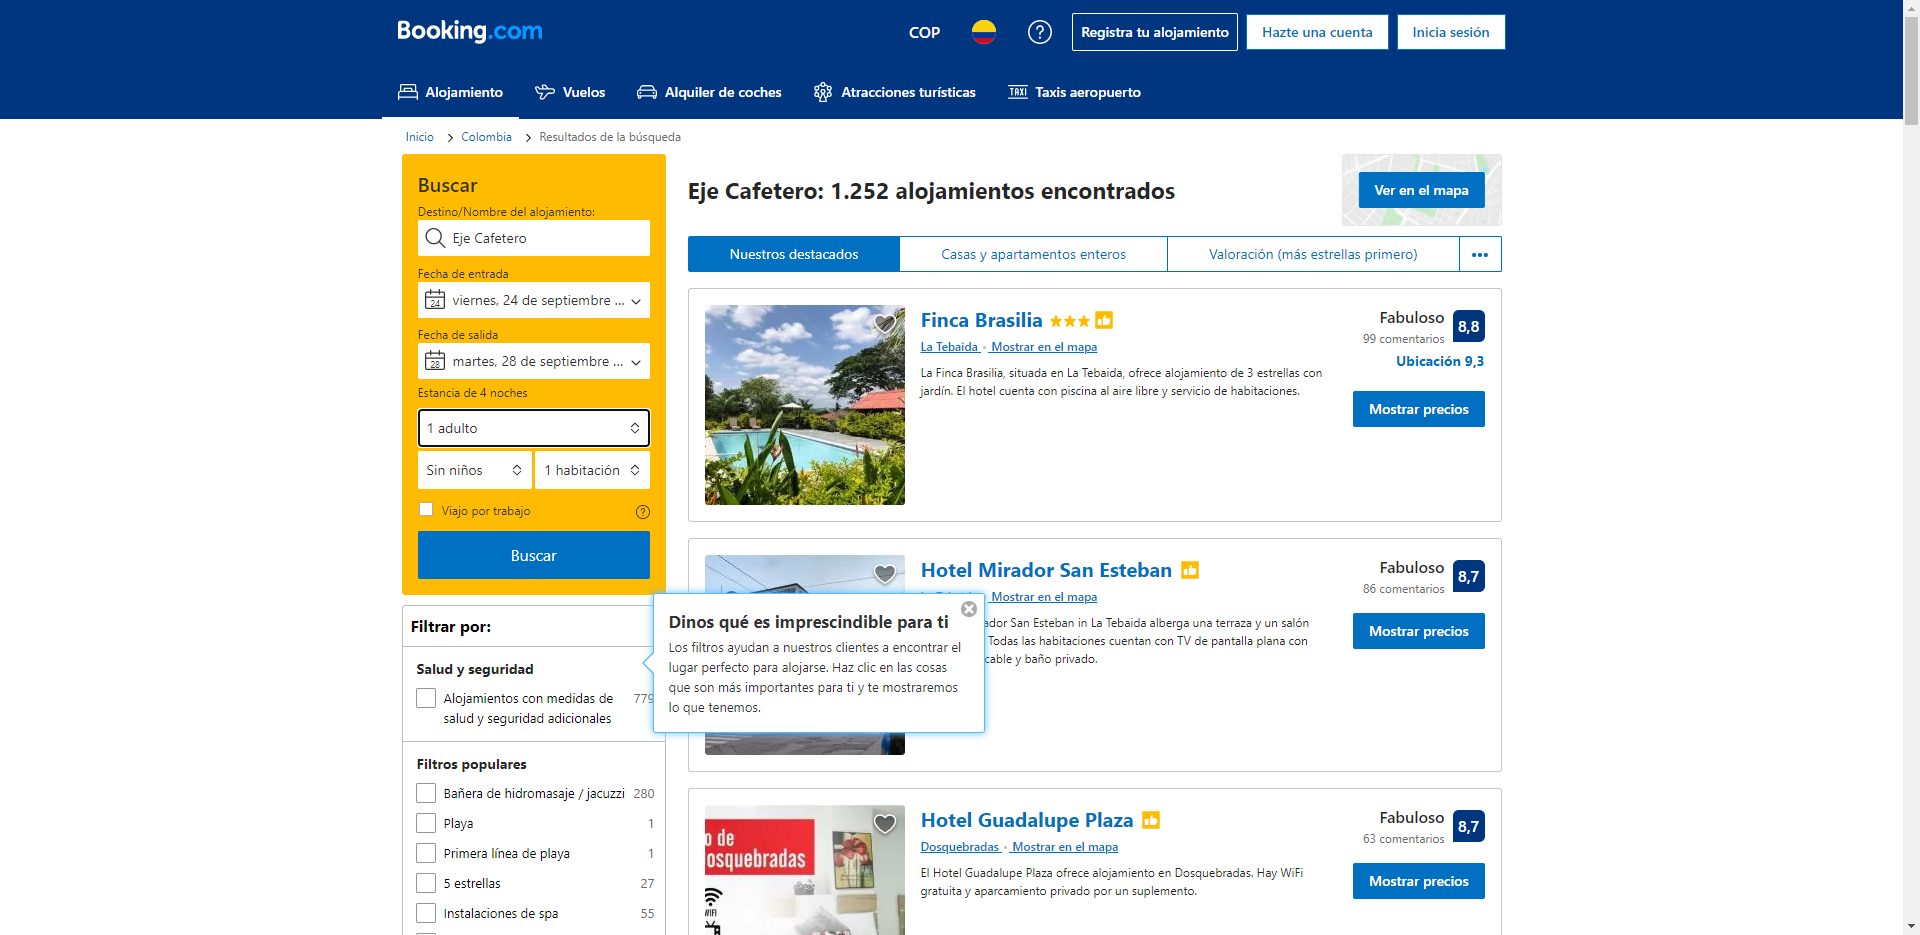 Booking.com
COP
Registra tu alojamiento
Hazte una cuenta
Inicia sesión
Alojamiento
Vuelos
Alquiler de coches
Atracciones turísticas
TAXI
Taxis aeropuerto
Inicio
Colombia
Resultados de la búsqueda
Buscar
Destino/Nombre del alojamiento:
Eje Cafetero
Fecha de entrada
24
viernes, 24 de septiembre ...
Fecha de salida
28
martes, 28 de septiembre ...
Estancia de 4 noches
1 adulto
Sin niños
1 habitación
Viajo por trabajo
Buscar
Filtrar por:
Salud y seguridad
Alojamientos con medidas de
salud y seguridad adicionales
779
Filtros populares
Bañera de hidromasaje / jacuzzi 280
Playa 1
Primera línea de playa 1
5 estrellas 27
Instalaciones de spa 55
Eje Cafetero: 1.252 alojamientos encontrados
Ver en el mapa
Nuestros destacados
Casas y apartamentos enteros
Valoración (más estrellas primero)
Finca Brasilia
La Tebaida • Mostrar en el mapa
La Finca Brasilia, situada en La Tebaida, ofrece alojamiento de 3 estrellas con
jardín. El hotel cuenta con piscina al aire libre y servicio de habitaciones.
Fabuloso
99 comentarios
8,8
Ubicación 9,3
Mostrar precios
Hotel Mirador San Esteban
Mostrar en el mapa
ador San Esteban in La Tebaida alberga una terraza y un salón
Todas las habitaciones cuentan con TV de pantalla plana con
cable y baño privado.
Fabuloso
86 comentarios
8,7
Mostrar precios
Dinos qué es imprescindible para ti
Los filtros ayudan a nuestros clientes a encontrar el
lugar perfecto para alojarse. Haz clic en las cosas
que son más importantes para ti y te mostraremos
lo que tenemos.
Hotel Guadalupe Plaza
Dosquebradas • Mostrar en el mapa
El Hotel Guadalupe Plaza ofrece alojamiento en Dosquebradas. Hay WiFi
gratuita y aparcamiento privado por un suplemento.
Fabuloso
63 comentarios
8,7
Mostrar precios
o de
osquebradas
WIFI